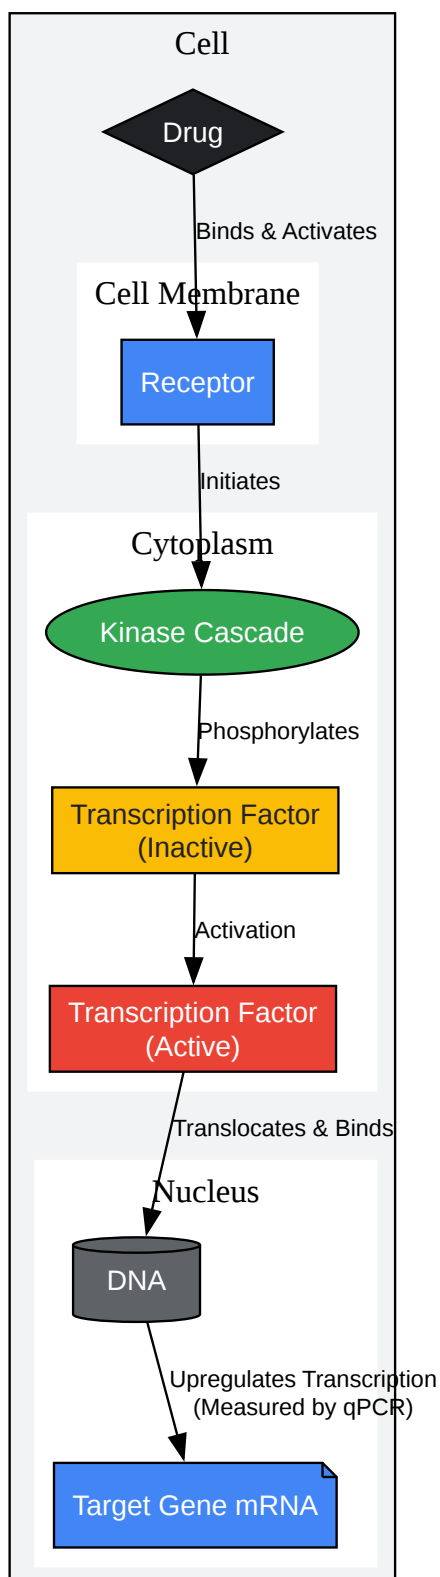 Cell
Drug
Binds & Activates
Cell Membrane
Receptor
Initiates
Cytoplasm
Kinase Cascade
Phosphorylates
Transcription Factor
(Inactive)
Activation
Transcription Factor
(Active)
Translocates & Binds
Nucleus
DNA
Upregulates Transcription
(Measured by qPCR)
Target Gene mRNA